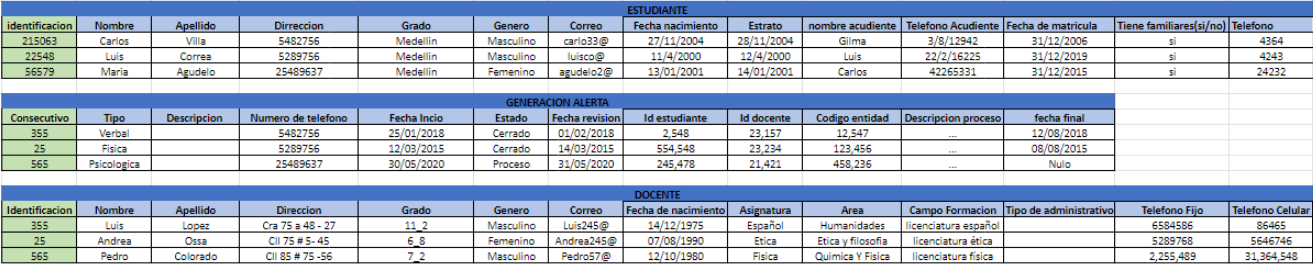 ESTUDIANTE
identificacion Nombre Apellido Dirreccion Grado Genero Correo Fecha nacimiento Estrato nombre acudiente Telefono Acudiente Fecha de matricula Tiene familiares(si/no) Telefono
215063 Carlos Villa 5482756 Medellin Masculino carlo33@ 27/11/2004 28/11/2004 Gilma 3/8/12942 31/12/2006 si 4364
22548 Luis Correa 5289756 Medellin Masculino luisco@ 11/4/2000 12/4/2000 Luis 22/2/16225 31/12/2019 si 4243
56579 Maria Agudelo 25489637 Medellin Femenino agudelo2@ 13/01/2001 14/01/2001 Carlos 42265331 31/12/2015 si 24232
GENERACION ALERTA
Consecutivo Tipo Descripcion Numero de telefono Fecha Incio Estado Fecha revision Id estudiante Id docente Codigo entidad Descripcion proceso fecha final
355 Verbal 5482756 25/01/2018 Cerrado 01/02/2018 2,548 23,157 12,547 ... 12/08/2018
25 Fisica 5289756 12/03/2015 Cerrado 14/03/2015 554,548 23,234 123,456 ... 08/08/2015
565 Psicologica 25489637 30/05/2020 Proceso 31/05/2020 245,478 21,421 458,236 ... Nulo
DOCENTE
Identificacion Nombre Apellido Direccion Grado Genero Correo Fecha de nacimiento Asignatura Area Campo Formacion Tipo de administrativo Telefono Fijo Telefono Celular
355 Luis Lopez Cra 75 a 48 - 27 11_2 Masculino Luis245@ 14/12/1975 Español Humanidades licenciatura español 6584586 86465
25 Andrea Ossa Cll 75 # 5- 45 6_8 Femenino Andrea245@ 07/08/1990 Etica Etica y filosofia licenciatura ética 5289768 5646746
565 Pedro Colorado Cll 85 # 75 -56 7_2 Masculino Pedro57@ 12/10/1980 Fisica Quimica Y Fisica licenciatura física 2,255,489 31,364,548